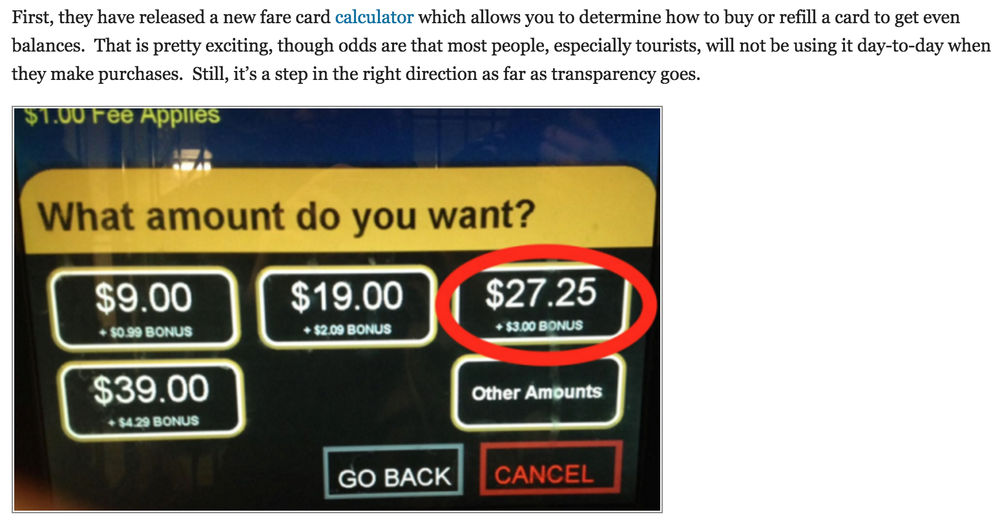 First, they have released a new fare card calculator which allows you to determine how to buy or refill a card to get even
balances.  That is pretty exciting, though odds are that most people, especially tourists, will not be using it day-to-day when
they make purchases.  Still, it’s a step in the right direction as far as transparency goes.
$1.00 Fee Applies
What amount do you want?
$9.00 $19.00 $27.25
+ $0.99 BONUS + $2.09 BONUS + $3.00 BONUS
$39.00 Other Amounts
+ $4.29 BONUS
GO BACK CANCEL